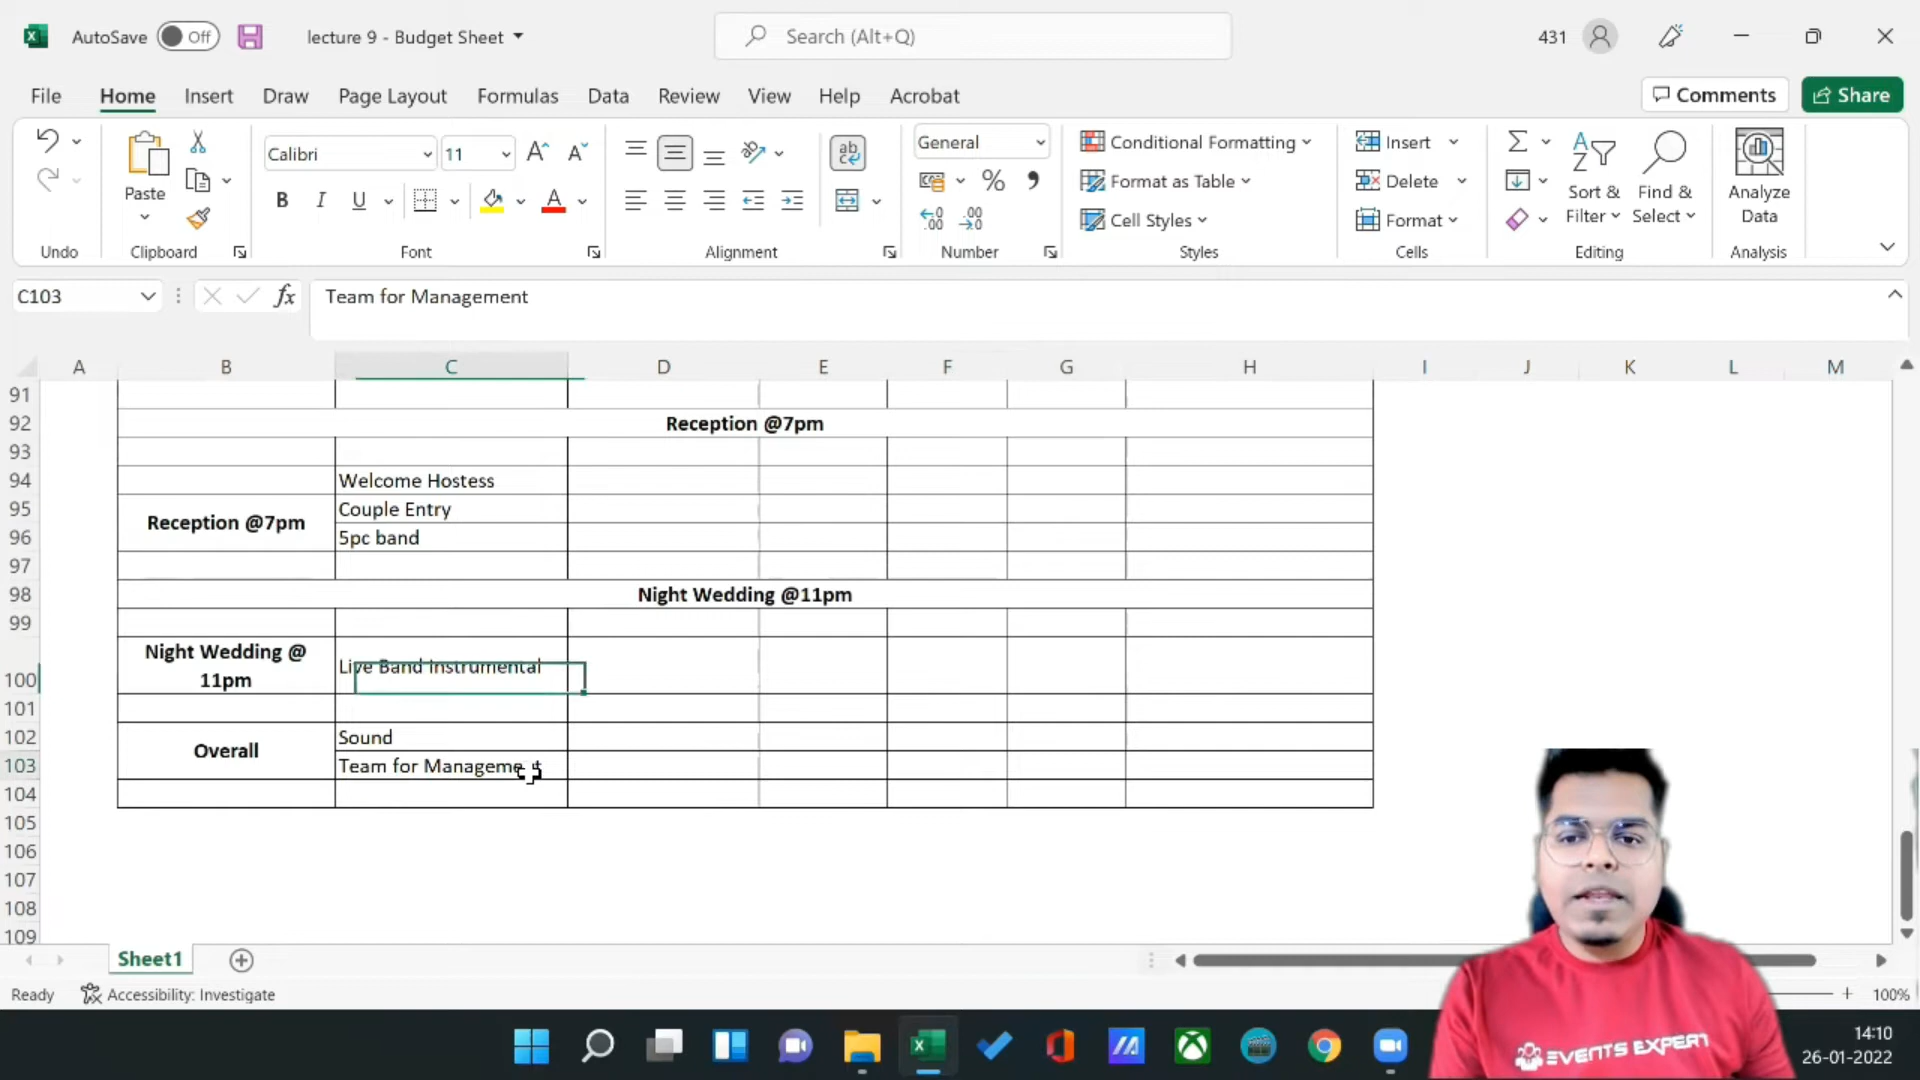 AutoSave Off lecture 9 - Budget Sheet Search (Alt+Q) 431
File Home Insert Draw Page Layout Formulas Data Review View Help Acrobat Comments Share
Paste
Calibri 11
B I U A
ab
General
% ,
Conditional Formatting
Format as Table
Cell Styles
Insert
Delete
Format
Sort & Filter
Find & Select
Analyze Data
Undo Clipboard Font Alignment Number Styles Cells Editing Analysis
C103 fx Team for Management
A B C D E F G H I J K L M
91
92 Reception @7pm
93
94 Welcome Hostess
95 Couple Entry
Reception @7pm
96 5pc band
97
98 Night Wedding @11pm
99
Night Wedding @
11pm
Live Band Instrumental
100
101
102 Sound
Overall
103 Team for Manageme
104
105
106
107
108
109
Sheet1
Ready Accessibility: Investigate 100%
EVENTS EXPERT
14:10
26-01-2022